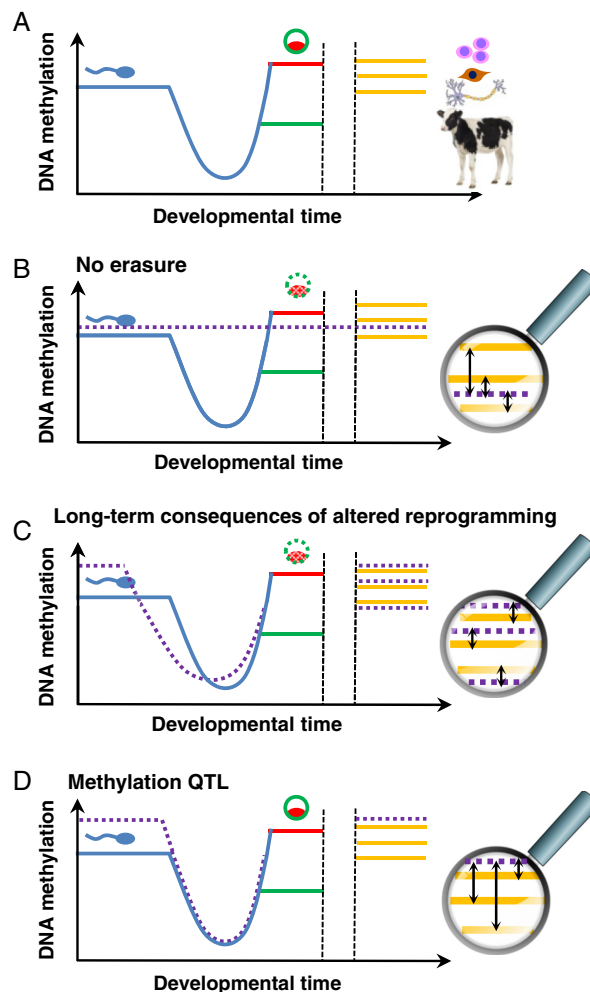 A
DNA methylation
Developmental time
B
No erasure
DNA methylation
Developmental time
C
Long-term consequences of altered reprogramming
DNA methylation
Developmental time
D
Methylation QTL
DNA methylation
Developmental time